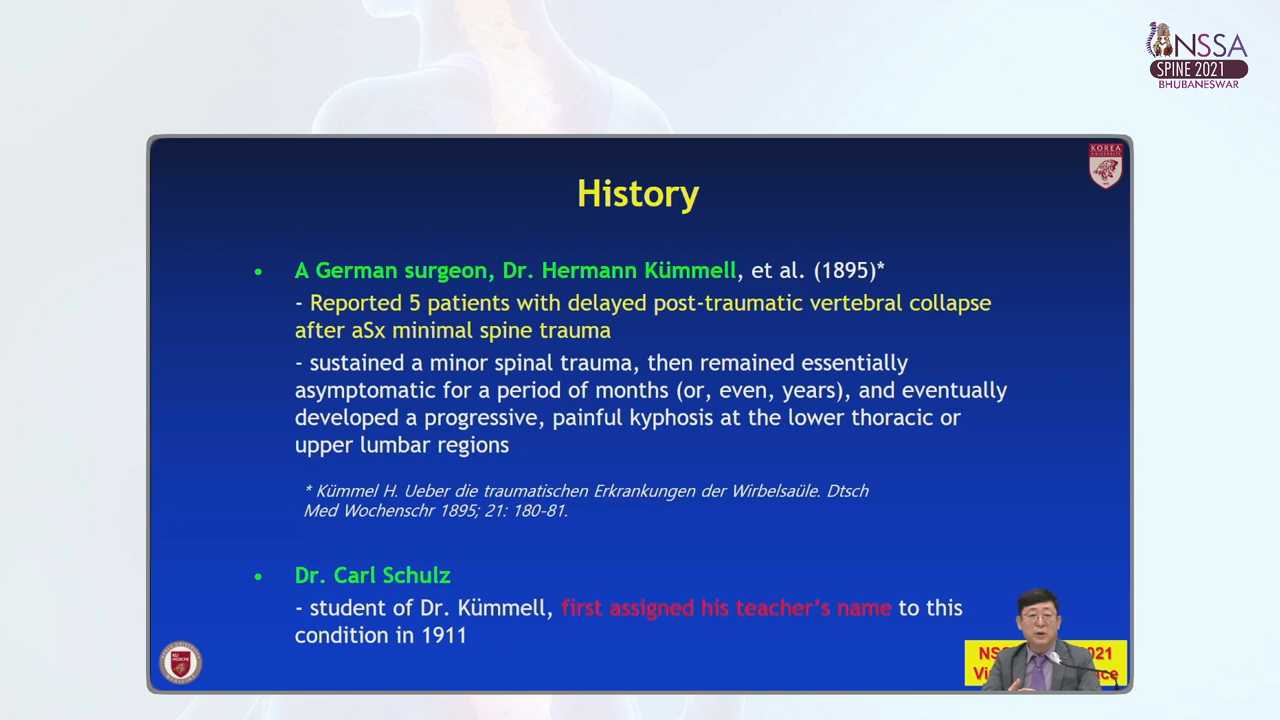 NSSA
SPINE 2021
BHUBANESWAR
KOREA
UNIVERSITY
History
• A German surgeon, Dr. Hermann Kümmell, et al. (1895)*
- Reported 5 patients with delayed post-traumatic vertebral collapse
after aSx minimal spine trauma
- sustained a minor spinal trauma, then remained essentially
asymptomatic for a period of months (or, even, years), and eventually
developed a progressive, painful kyphosis at the lower thoracic or
upper lumbar regions
* Kümmel H. Ueber die traumatischen Erkrankungen der Wirbelsaüle. Dtsch
Med Wochenschr 1895; 21: 180-81.
• Dr. Carl Schulz
- student of Dr. Kümmell, first assigned his teacher's name to this
condition in 1911
2021